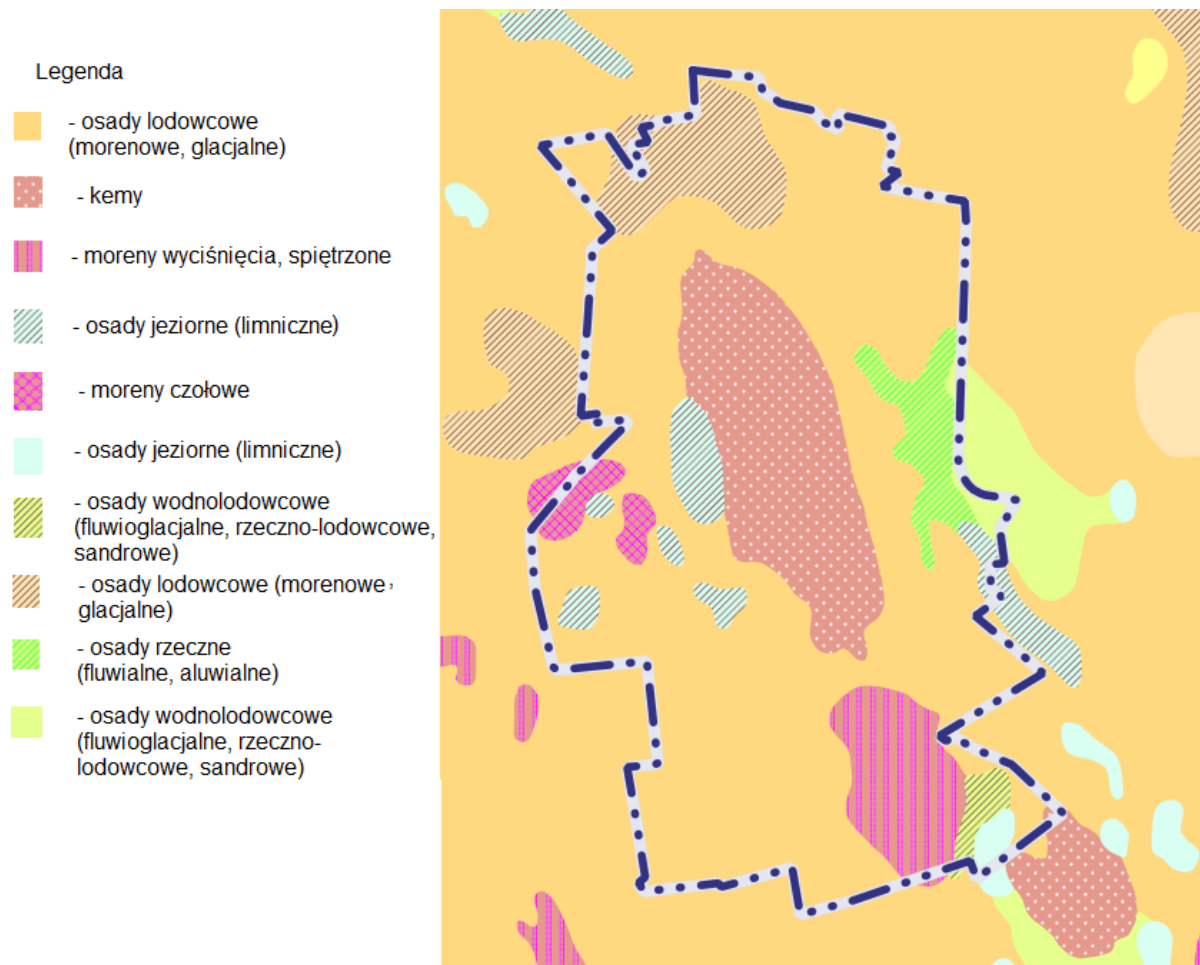 Legenda
- osady lodowcowe
(morenowe, glacjalne)
- kemy
- moreny wyciśnięcia, spiętrzone
- osady jeziorne (limniczne)
- moreny czołowe
- osady jeziorne (limniczne)
- osady wodnolodowcowe
(fluwioglacjalne, rzeczno-lodowcowe,
sandrowe)
- osady lodowcowe (morenowe,
glacjalne)
- osady rzeczne
(fluwialne, aluwialne)
- osady wodnolodowcowe
(fluwioglacjalne, rzeczno-
lodowcowe, sandrowe)